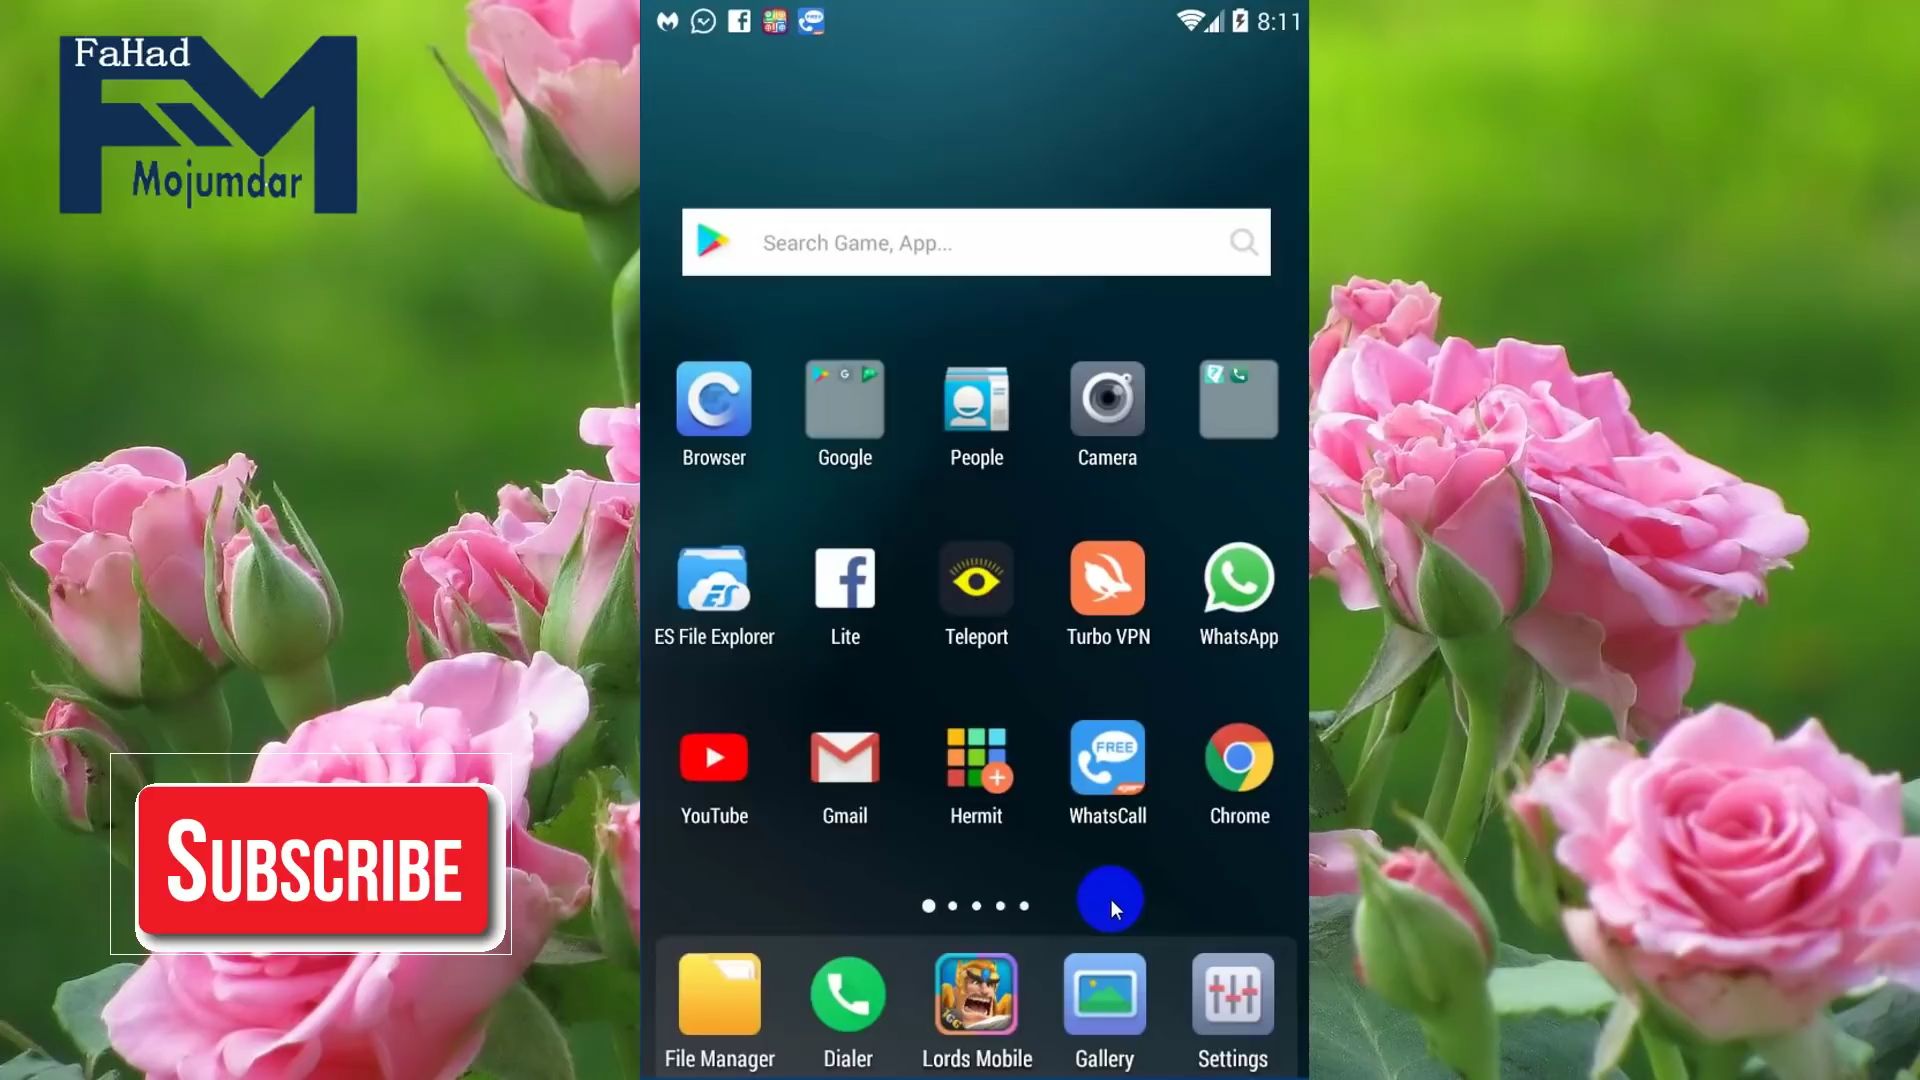 FaHad
FM
Mojumdar
8:11
Search Game, App...
Browser
Google
People
Camera
ES File Explorer
Lite
Teleport
Turbo VPN
WhatsApp
FREE
YouTube
Gmail
Hermit
WhatsCall
Chrome
SUBSCRIBE
File Manager
Dialer
Lords Mobile
Gallery
Settings